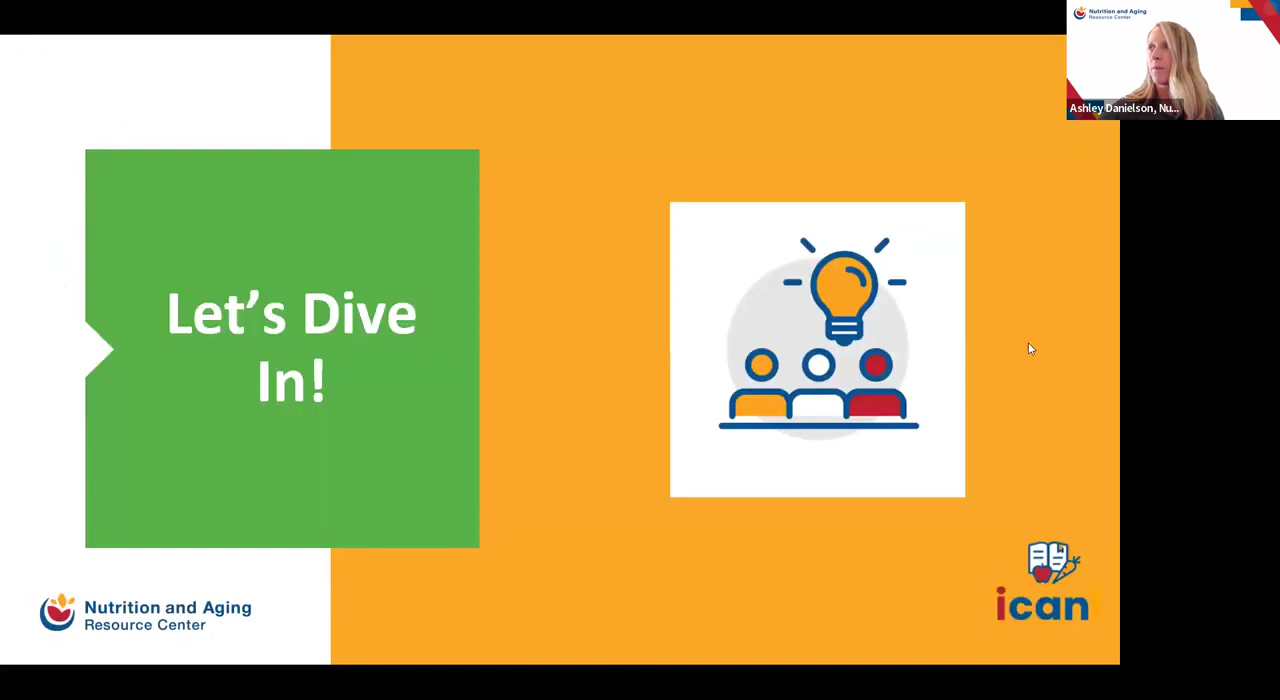 Nutrition and Aging
Resource Center
Ashley Danielson, Nu...
Let's Dive
In!
Nutrition and Aging
Resource Center
ican